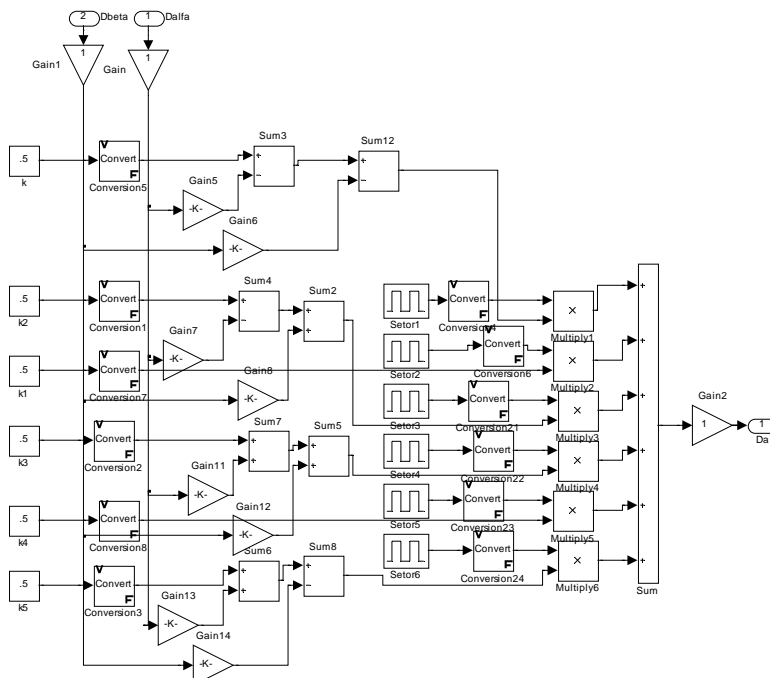 2 Dbeta 1 Dalfa
1 1
Gain1 Gain
Sum3 Sum12
.5 V Convert F + − + −
k Conversion5 Gain5
-K-
Gain6
-K-
Sum4 Sum2
.5 V Convert F + − + +
k2 Conversion1 Gain7
Setor1 V Convert F Conversion4 × Multiply1 +
-K-
.5 V Convert F
k1 Conversion7 Gain8
-K-
Setor2 V Convert F Conversion6 × Multiply2 +
Sum7 Sum5
Setor3 V Convert F Conversion21 × Multiply3 +
Gain2
1
1
Da
.5 V Convert F + + + +
k3 Conversion2 Gain11
-K-
Setor4 V Convert F Conversion22 × Multiply4 +
Gain12
.5 V Convert F -K-
k4 Conversion8
Setor5 V Convert F Conversion23 × Multiply5 +
Sum6 Sum8
.5 V Convert F + + + −
k5 Conversion3 Gain13
-K-
Setor6 V Convert F Conversion24 × Multiply6 +
Sum
Gain14
-K-